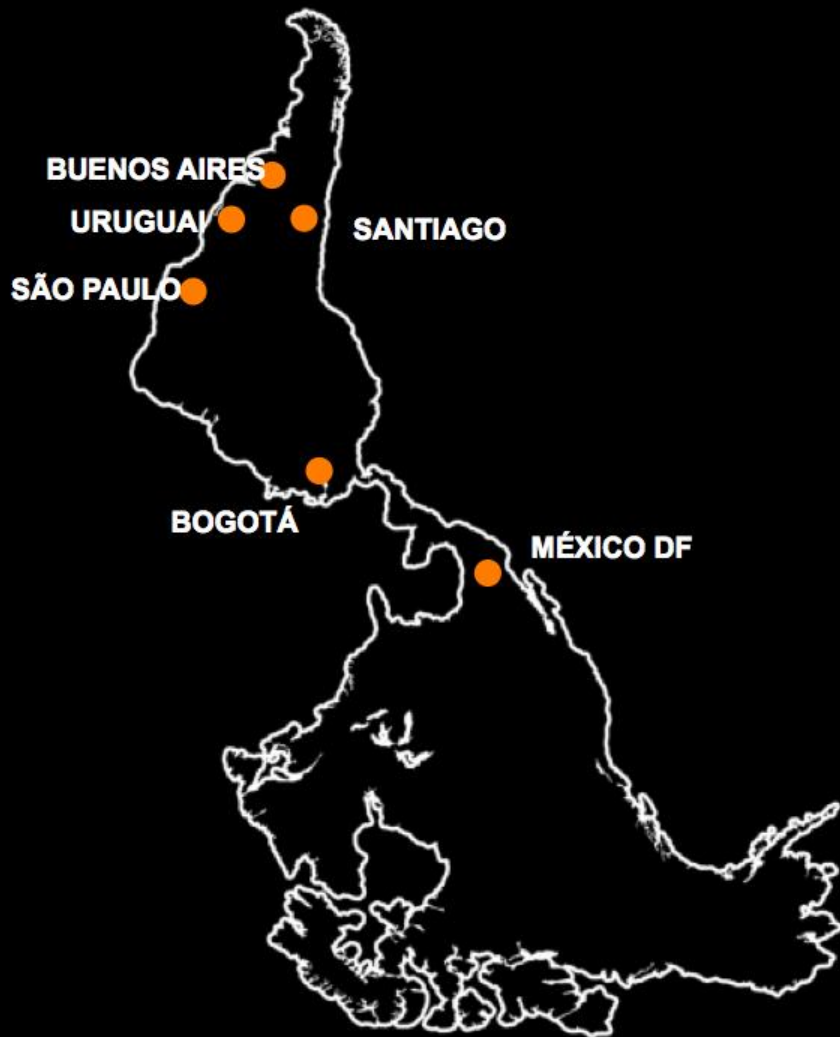 BUENOS AIRES
URUGUAI
SANTIAGO
SÃO PAULO
BOGOTÁ
MÉXICO DF